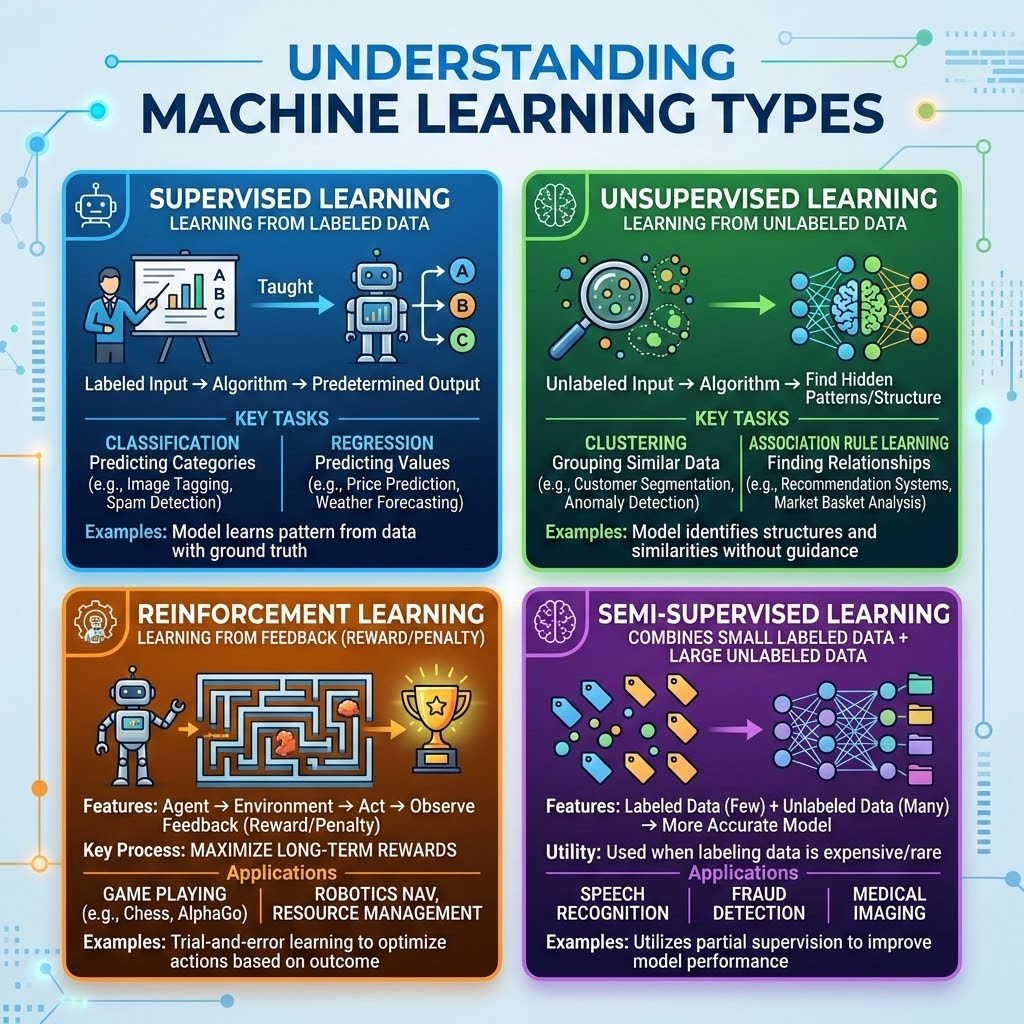 UNDERSTANDING
MACHINE LEARNING TYPES
SUPERVISED LEARNING
LEARNING FROM LABELED DATA
A
B
C
Taught
A
B
C
Labeled Input → Algorithm → Predetermined Output
KEY TASKS
CLASSIFICATION
Predicting Categories
(e.g., Image Tagging,
Spam Detection)
REGRESSION
Predicting Values
(e.g., Price Prediction,
Weather Forecasting)
Examples: Model learns pattern from data
with ground truth
UNSUPERVISED LEARNING
LEARNING FROM UNLABELED DATA
Unlabeled Input → Algorithm → Find Hidden
Patterns/Structure
KEY TASKS
CLUSTERING
Grouping Similar Data
(e.g., Customer Segmentation,
Anomaly Detection)
ASSOCIATION RULE LEARNING
Finding Relationships
(e.g., Recommendation Systems,
Market Basket Analysis)
Examples: Model identifies structures and
similarities without guidance
REINFORCEMENT LEARNING
LEARNING FROM FEEDBACK (REWARD/PENALTY)
Features: Agent → Environment → Act → Observe
Feedback (Reward/Penalty)
Key Process: MAXIMIZE LONG-TERM REWARDS
Applications
GAME PLAYING
(e.g., Chess, AlphaGo)
ROBOTICS NAV,
RESOURCE MANAGEMENT
Examples: Trial-and-error learning to optimize
actions based on outcome
SEMI-SUPERVISED LEARNING
COMBINES SMALL LABELED DATA +
LARGE UNLABELED DATA
Features: Labeled Data (Few) + Unlabeled Data (Many)
→ More Accurate Model
Utility: Used when labeling data is expensive/rare
Applications
SPEECH
RECOGNITION
FRAUD
DETECTION
MEDICAL
IMAGING
Examples: Utilizes partial supervision to improve
model performance